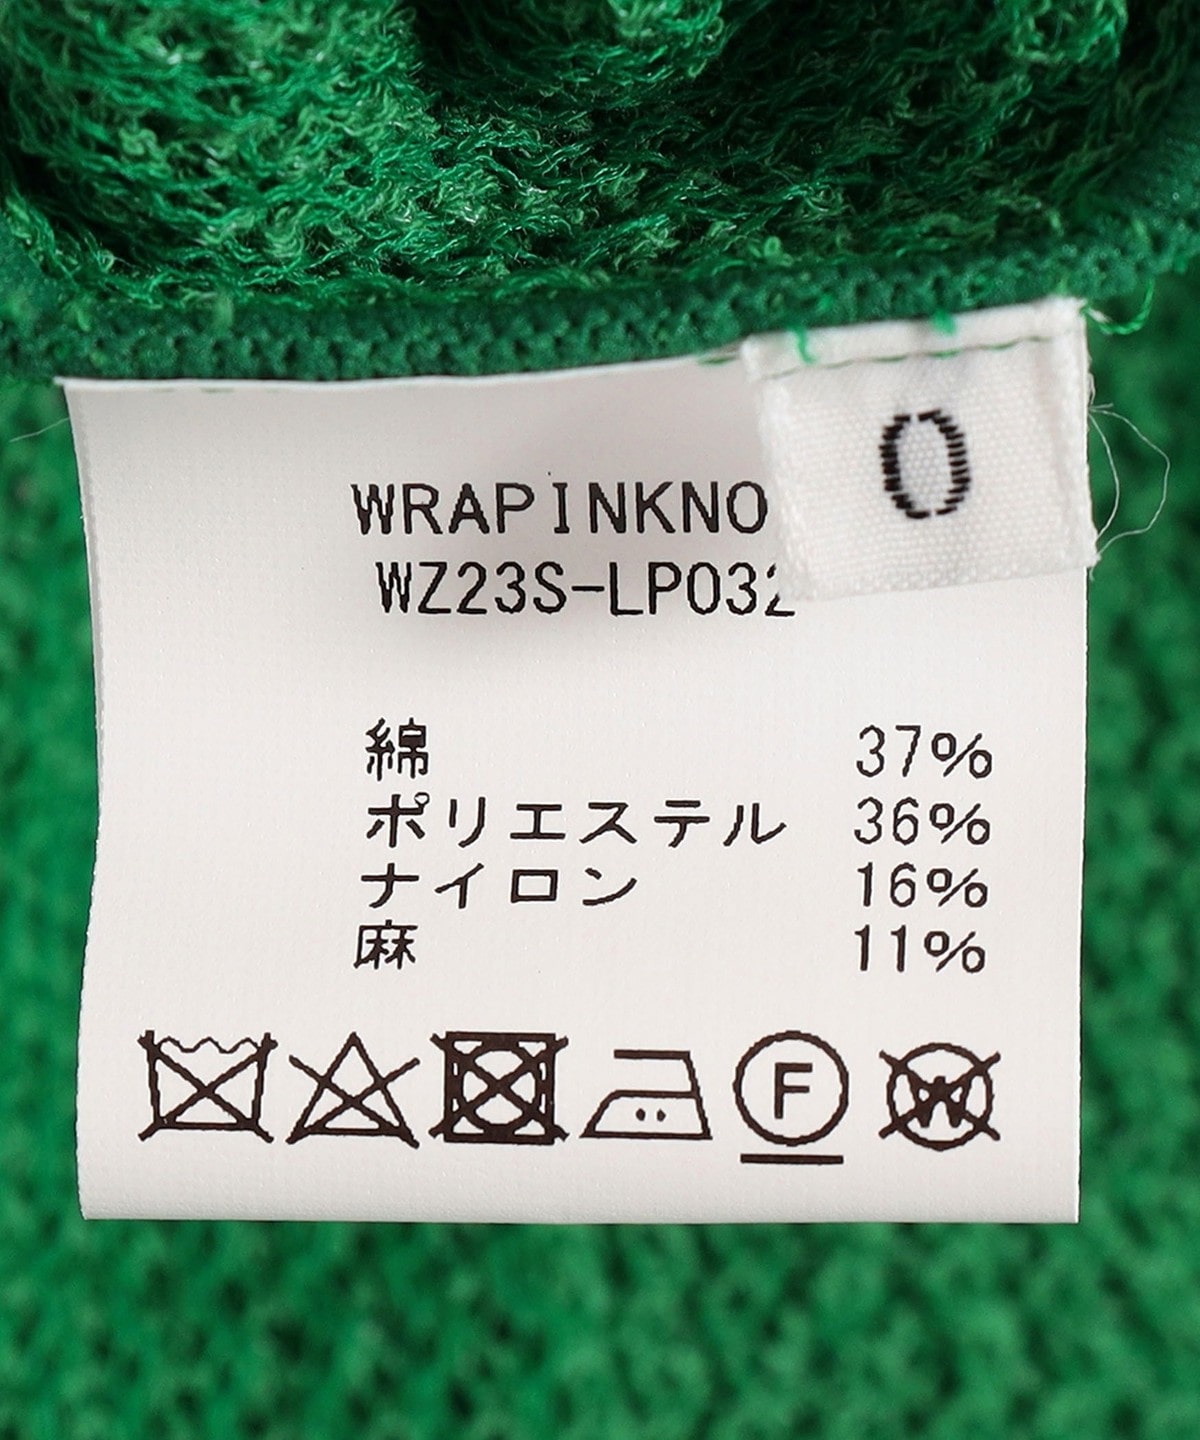 0
WRAPINKNO
WZ23S-LP032
綿 37%
ポリエステル 36%
ナイロン 16%
麻 11%
F
W